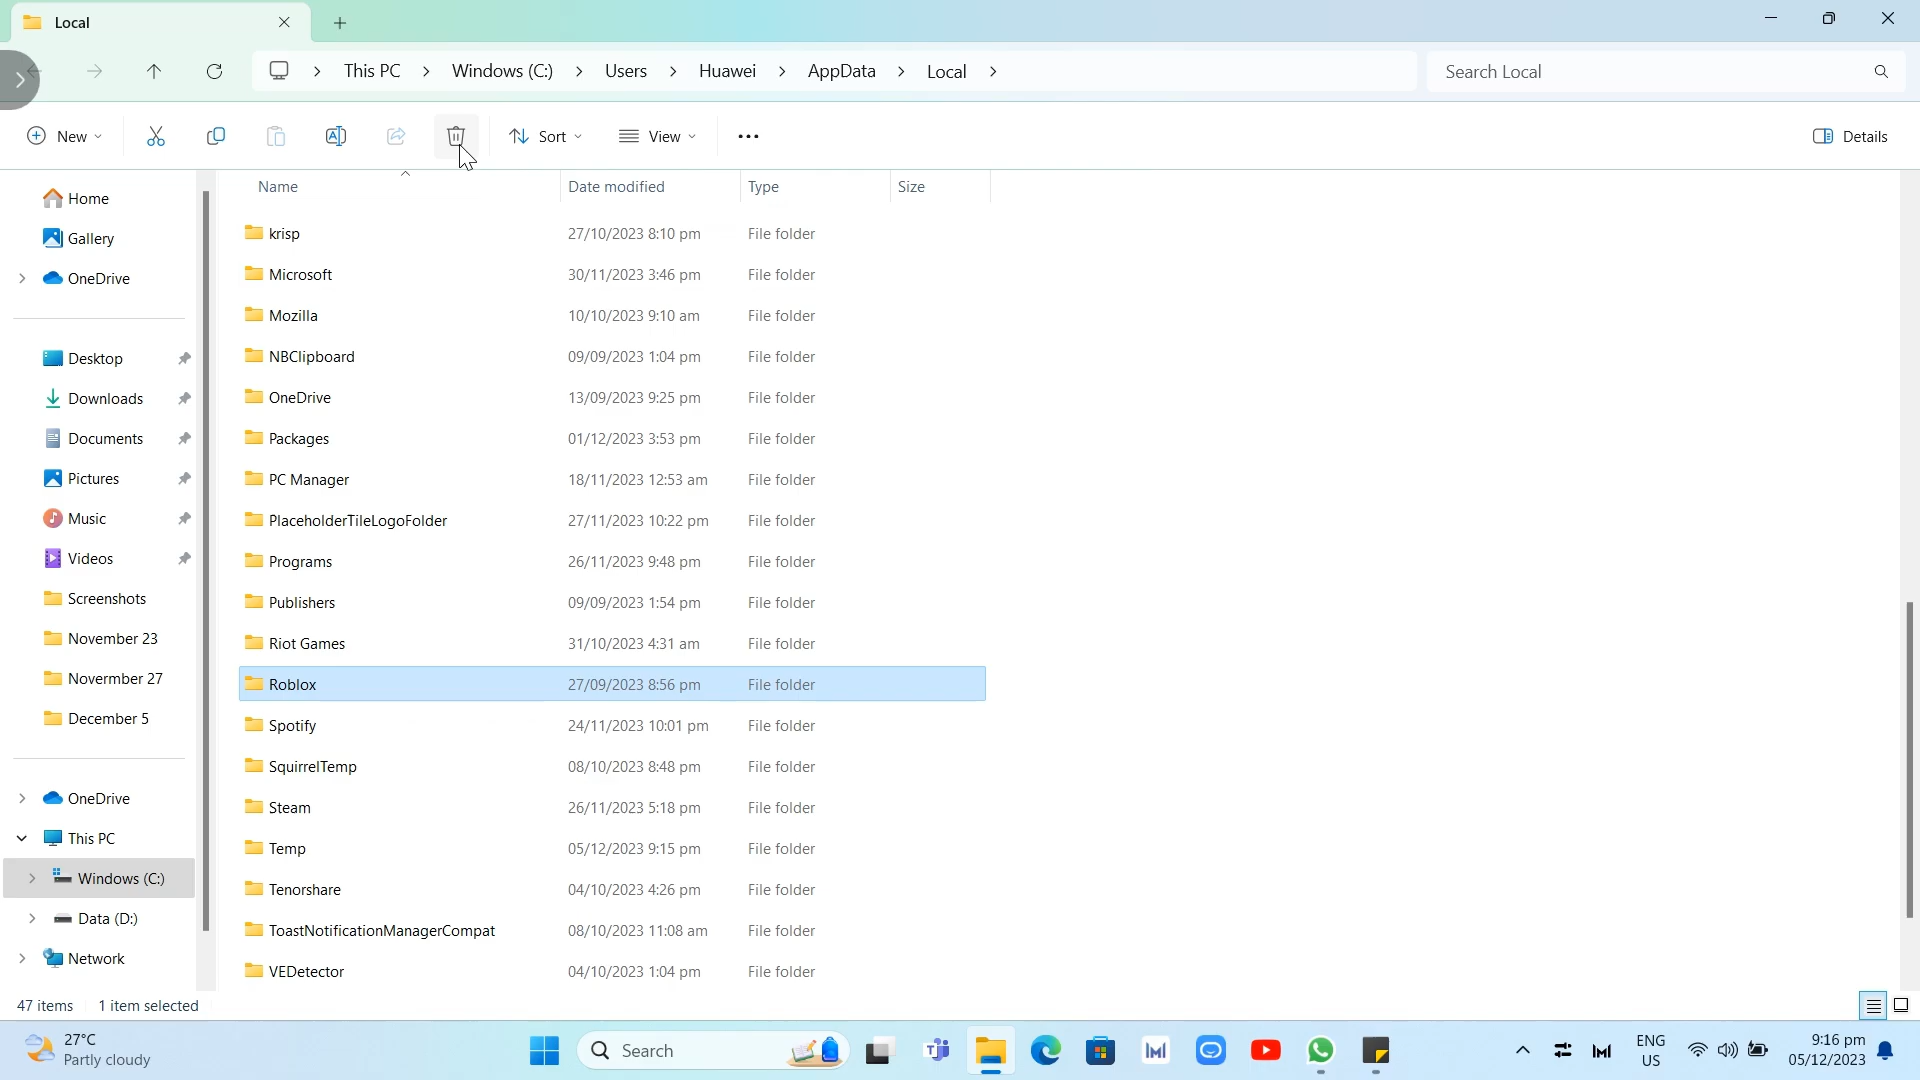 Local
This PC > Windows (C:) > Users > Huawei > AppData > Local >
Search Local
New
Sort
View
Details
Name Date modified Type Size
Home
Gallery
OneDrive
Desktop
Downloads
Documents
Pictures
Music
Videos
Screenshots
November 23
Novermber 27
December 5
OneDrive
This PC
Windows (C:)
Data (D:)
Network
krisp 27/10/2023 8:10 pm File folder
Microsoft 30/11/2023 3:46 pm File folder
Mozilla 10/10/2023 9:10 am File folder
NBClipboard 09/09/2023 1:04 pm File folder
OneDrive 13/09/2023 9:25 pm File folder
Packages 01/12/2023 3:53 pm File folder
PC Manager 18/11/2023 12:53 am File folder
PlaceholderTileLogoFolder 27/11/2023 10:22 pm File folder
Programs 26/11/2023 9:48 pm File folder
Publishers 09/09/2023 1:54 pm File folder
Riot Games 31/10/2023 4:31 am File folder
Roblox 27/09/2023 8:56 pm File folder
Spotify 24/11/2023 10:01 pm File folder
SquirrelTemp 08/10/2023 8:48 pm File folder
Steam 26/11/2023 5:18 pm File folder
Temp 05/12/2023 9:15 pm File folder
Tenorshare 04/10/2023 4:26 pm File folder
ToastNotificationManagerCompat 08/10/2023 11:08 am File folder
VEDetector 04/10/2023 1:04 pm File folder
47 items 1 item selected
27°C
Partly cloudy
Search
ENG
US
9:16 pm
05/12/2023